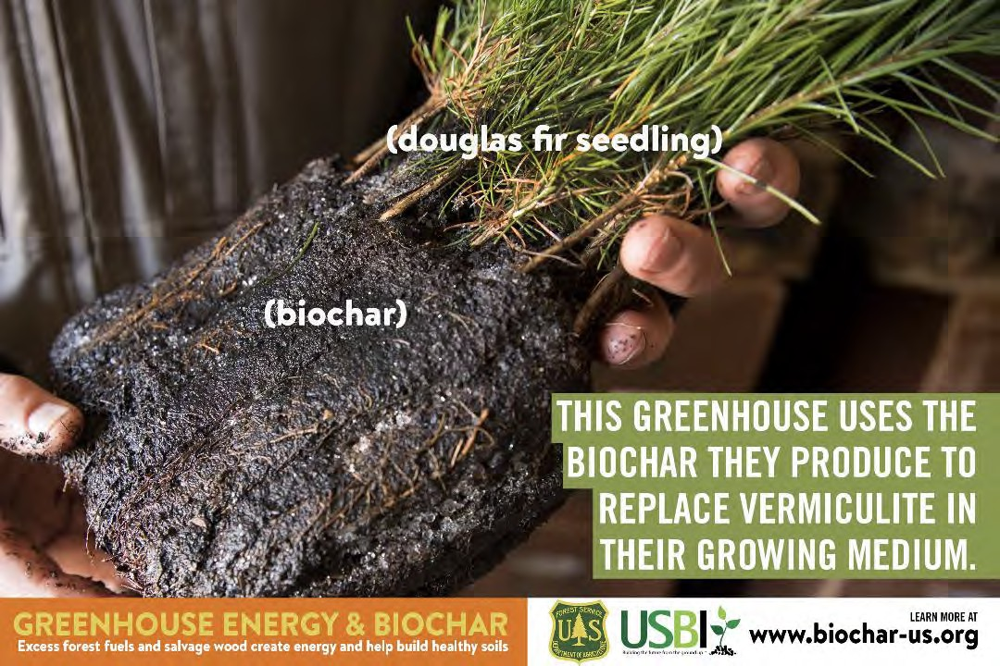 (douglas fir seedling)
(biochar)
THIS GREENHOUSE USES THE
BIOCHAR THEY PRODUCE TO
REPLACE VERMICULITE IN
THEIR GROWING MEDIUM.
GREENHOUSE ENERGY & BIOCHAR
Excess forest fuels and salvage wood create energy and help build healthy soils
FOREST SERVICE
U S
DEPARTMENT OF AGRICULTURE
USBI
Building the future from the ground up
LEARN MORE AT
www.biochar-us.org